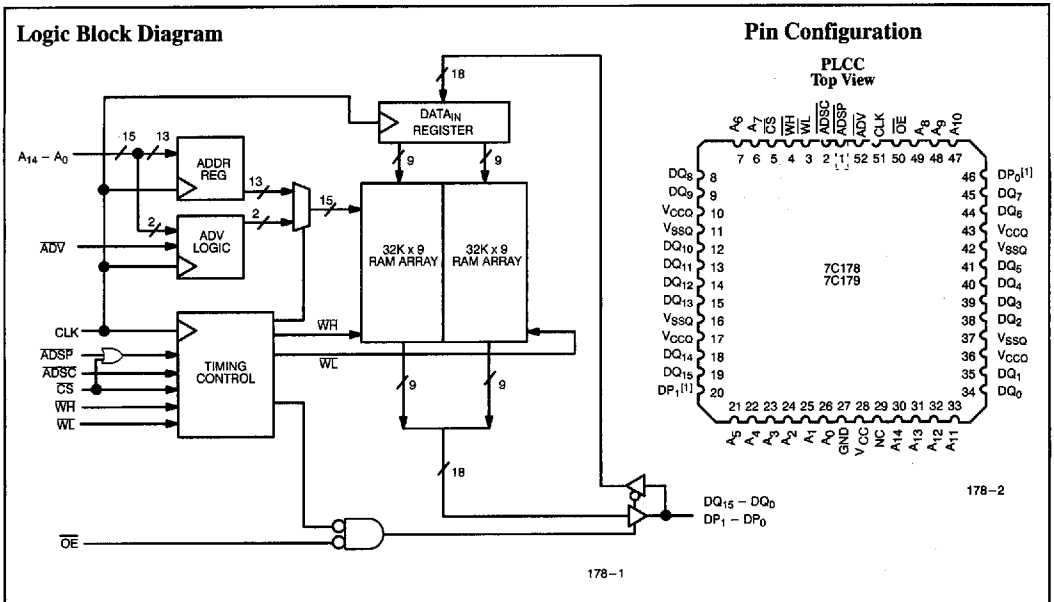 Logic Block Diagram
18
DATAIN
REGISTER
15
13
A14 – A0
ADDR
REG
13
9
9
15
2
2
ADV
LOGIC
ADV
32K x 9
RAM ARRAY
32K x 9
RAM ARRAY
CLK
WH
ADSP
TIMING
CONTROL
WL
ADSC
CS
WH
WL
9
9
18
DQ15 – DQ0
DP1 – DP0
OE
178–1
Pin Configuration
PLCC
Top View
A6 A7 CS WH WL ADSC ADSP ADV CLK OE A8 A9 A10
7 6 5 4 3 2 1 52 51 50 49 48 47
DQ8 8
DQ9 9
VCCQ 10
VSSQ 11
DQ10 12
DQ11 13
DQ12 14
DQ13 15
VSSQ 16
VCCQ 17
DQ14 18
DQ15 19
DP1[1] 20
7C178
7C179
46 DP0[1]
45 DQ7
44 DQ6
43 VCCQ
42 VSSQ
41 DQ5
40 DQ4
39 DQ3
38 DQ2
37 VSSQ
36 VCCQ
35 DQ1
34 DQ0
21 22 23 24 25 26 27 28 29 30 31 32 33
A5 A4 A3 A2 A1 A0 GND VCC NC A14 A13 A12 A11
178–2